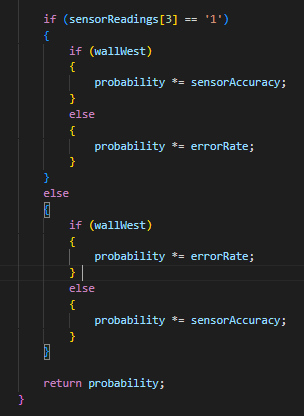 if (sensorReadings[3] == '1')
{
if (wallWest)
{
probability *= sensorAccuracy;
}
else
{
probability *= errorRate;
}
}
else
{
if (wallWest)
{
probability *= errorRate;
}
else
{
probability *= sensorAccuracy;
}
}
return probability;
}